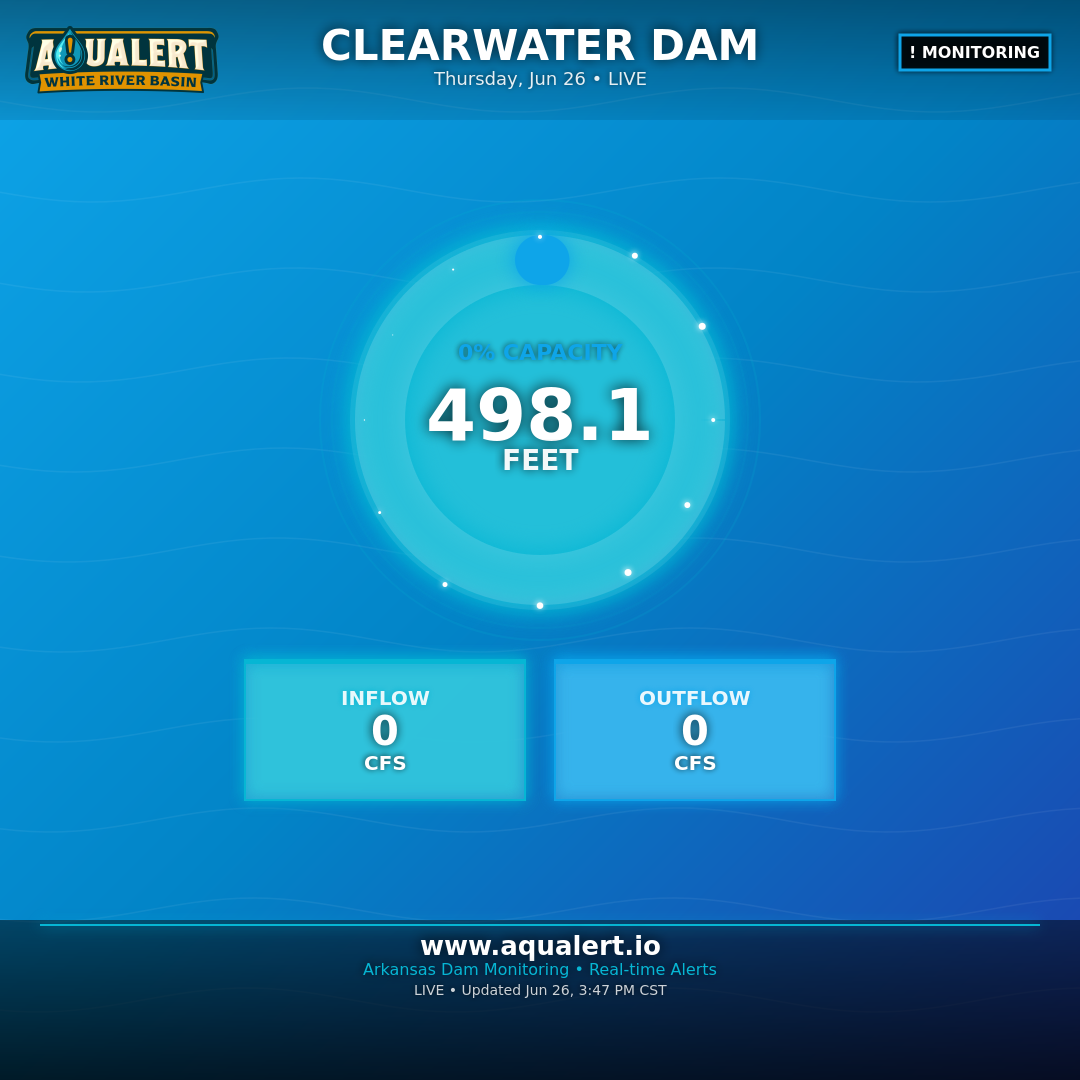 AQUALERT
WHITE RIVER BASIN
CLEARWATER DAM
Thursday, Jun 26 • LIVE
! MONITORING
0% CAPACITY
498.1
FEET
INFLOW
0
CFS
OUTFLOW
0
CFS
www.aqualert.io
Arkansas Dam Monitoring • Real-time Alerts
LIVE • Updated Jun 26, 3:47 PM CST